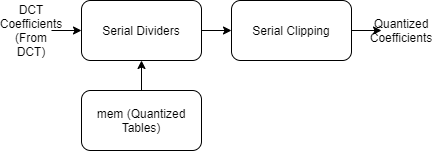 DCT
Coefficients
(From
DCT)
Serial Dividers
Serial Clipping
Quantized
Coefficients
mem (Quantized
Tables)